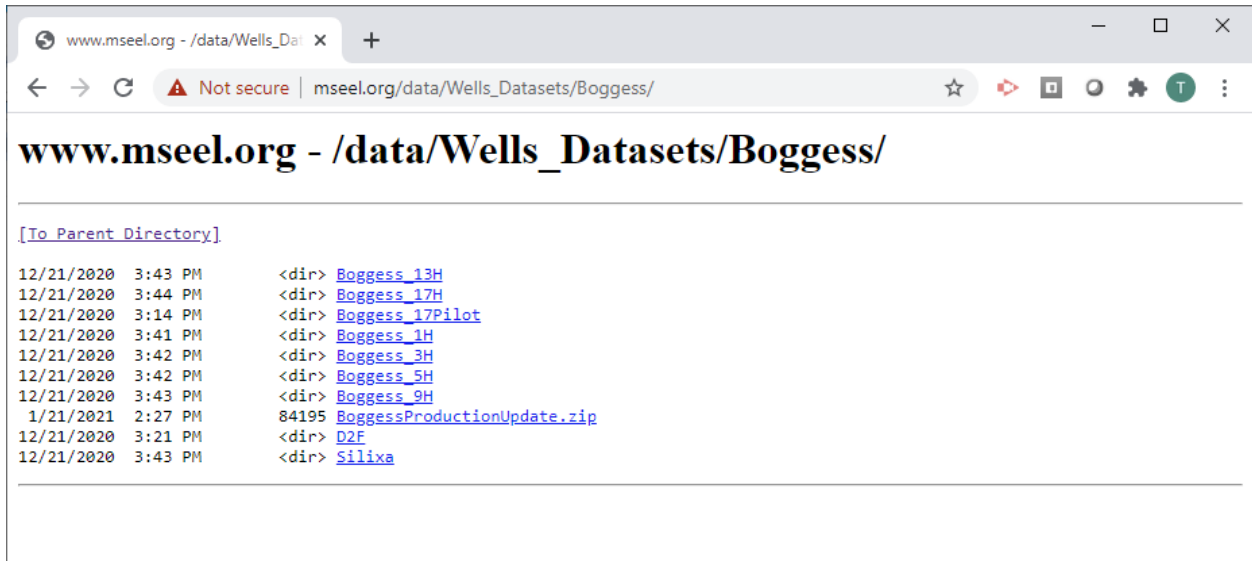 www.mseel.org - /data/Wells_Dat
Not secure | mseel.org/data/Wells_Datasets/Boggess/
T
www.mseel.org - /data/Wells_Datasets/Boggess/
[To Parent Directory]
12/21/2020 3:43 PM <dir> Boggess_13H
12/21/2020 3:44 PM <dir> Boggess_17H
12/21/2020 3:14 PM <dir> Boggess_17Pilot
12/21/2020 3:41 PM <dir> Boggess_1H
12/21/2020 3:42 PM <dir> Boggess_3H
12/21/2020 3:42 PM <dir> Boggess_5H
12/21/2020 3:43 PM <dir> Boggess_9H
1/21/2021 2:27 PM 84195 BoggessProductionUpdate.zip
12/21/2020 3:21 PM <dir> D2F
12/21/2020 3:43 PM <dir> Silixa